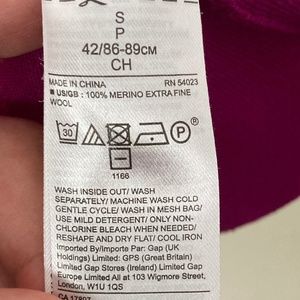 S
P
42/86-89см
CH
MADE IN CHINA RN 54023
■ US/GB : 100% MERINO EXTRA FINE
WOOL
30 P
1166
WASH INSIDE OUT/ WASH
SEPARATELY/ MACHINE WASH COLD
GENTLE CYCLE/ WASH IN MESH BAG/
USE MILD DETERGENT/ ONLY NON-
CHLORINE BLEACH WHEN NEEDED/
RESHAPE AND DRY FLAT/ COOL IRON
Imported By/Importe Par: Gap (UK
Holdings) Limited: GPS (Great Britain)
Limited Gap Stores (Ireland) Limited Gap
Europe Limited All at 103 Wigmore Street,
London, W1U 1QS
CA 17897